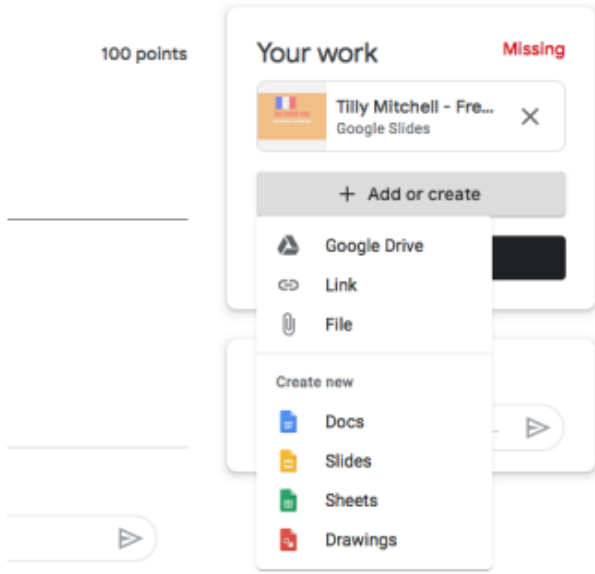 100 points
Your work
Missing
Tilly Mitchell - Fre...
Google Slides
+ Add or create
Google Drive
Link
File
Create new
Docs
Slides
Sheets
Drawings